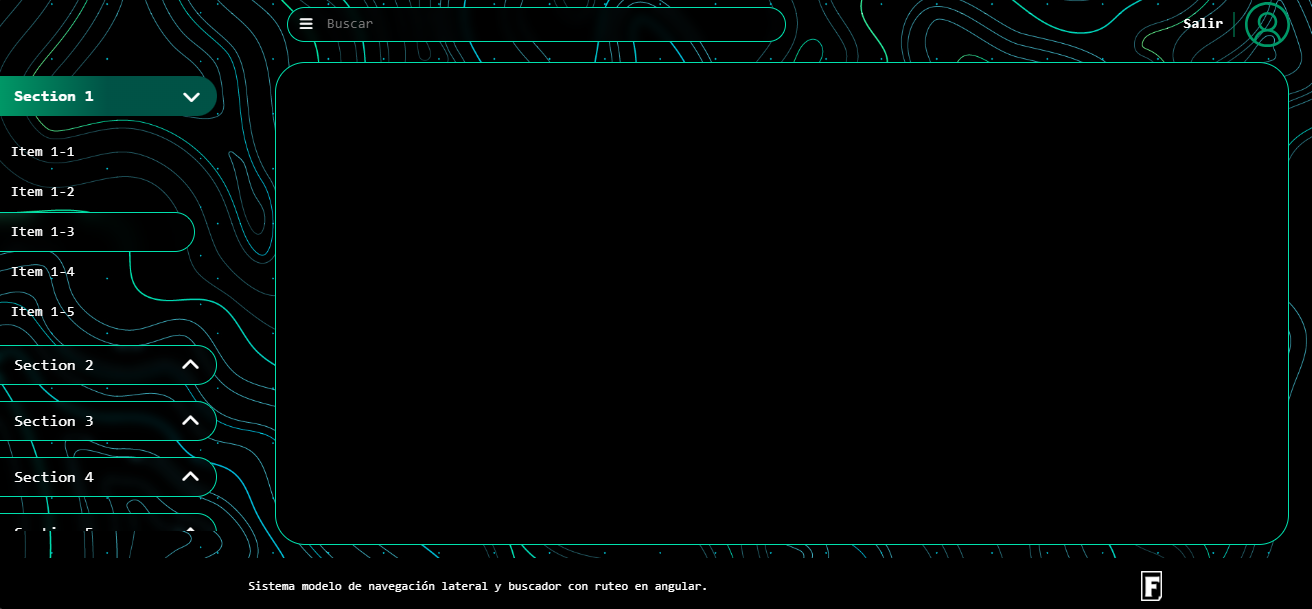 Buscar
Salir
Section 1
Item 1-1
Item 1-2
Item 1-3
Item 1-4
Item 1-5
Section 2
Section 3
Section 4
Sistema modelo de navegación lateral y buscador con ruteo en angular.
F